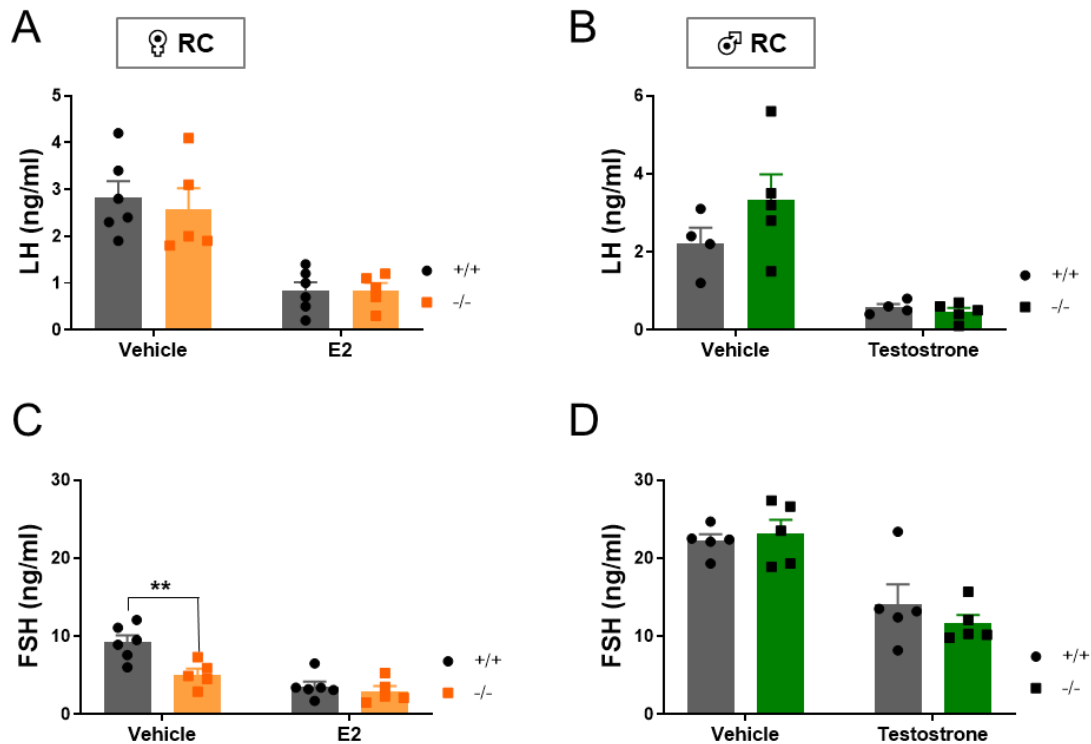 A
♀ RC
LH (ng/ml)
5
4
3
2
1
0
Vehicle
E2
+/+
-/-
B
♂ RC
LH (ng/ml)
6
4
2
0
Vehicle
Testostrone
+/+
-/-
C
FSH (ng/ml)
30
20
10
0
**
Vehicle
E2
+/+
-/-
D
FSH (ng/ml)
30
20
10
0
Vehicle
Testostrone
+/+
-/-